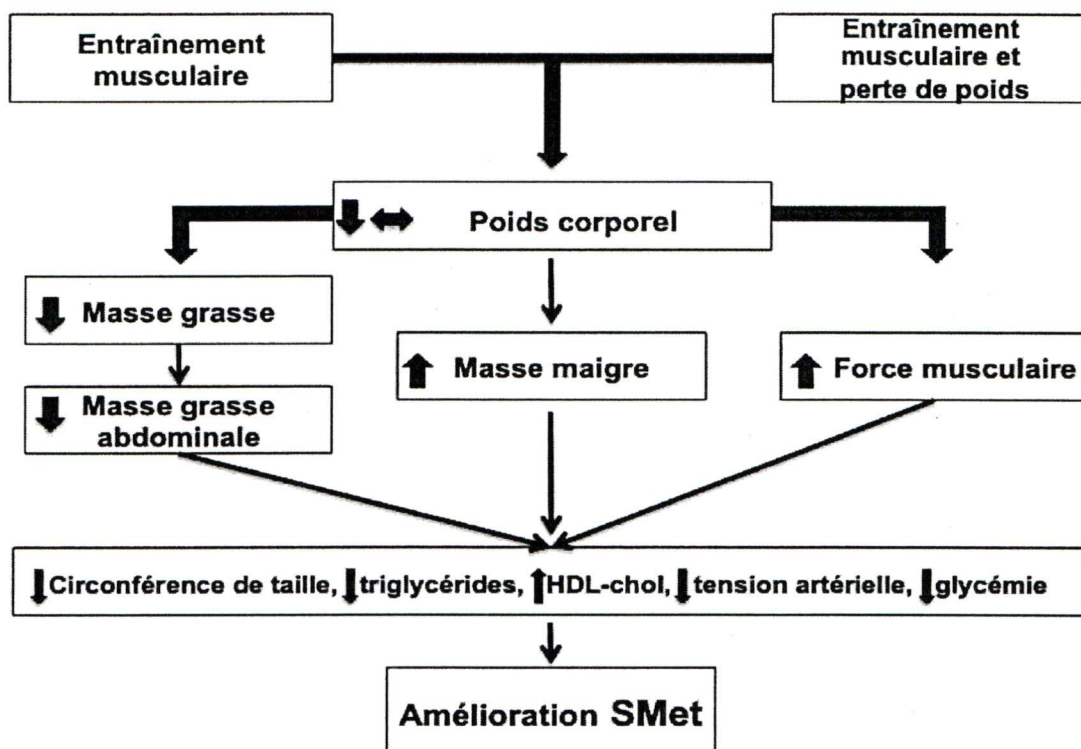 Entraînement
musculaire
Entraînement
musculaire et
perte de poids
Poids corporel
Masse grasse
Masse maigre
Force musculaire
Masse grasse
abdominale
Circonférence de taille, triglycérides, HDL-chol, tension artérielle, glycémie
Amélioration SMet